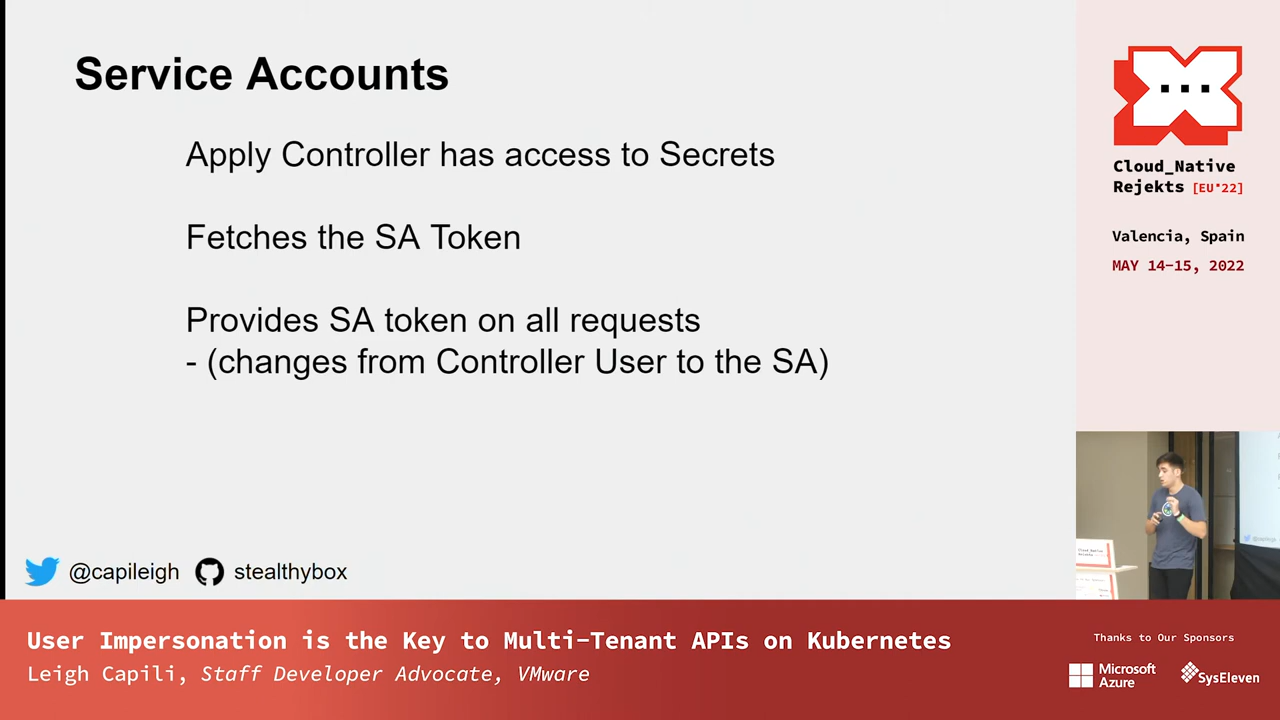 Service Accounts
Apply Controller has access to Secrets
Fetches the SA Token
Provides SA token on all requests
- (changes from Controller User to the SA)
@capileigh stealthybox
Cloud_Native
Rejekts [EU*22]
Valencia, Spain
MAY 14-15, 2022
User Impersonation is the Key to Multi-Tenant APIs on Kubernetes
Leigh Capili, Staff Developer Advocate, VMware
Thanks to Our Sponsors
Microsoft
Azure
SysEleven